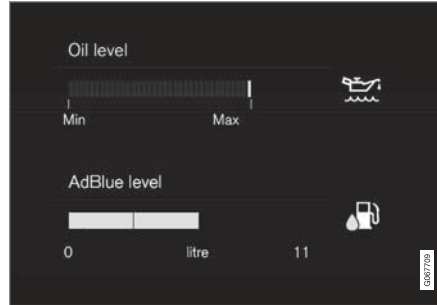 Oil level
Min Max
AdBlue level
0 litre 11
G067709